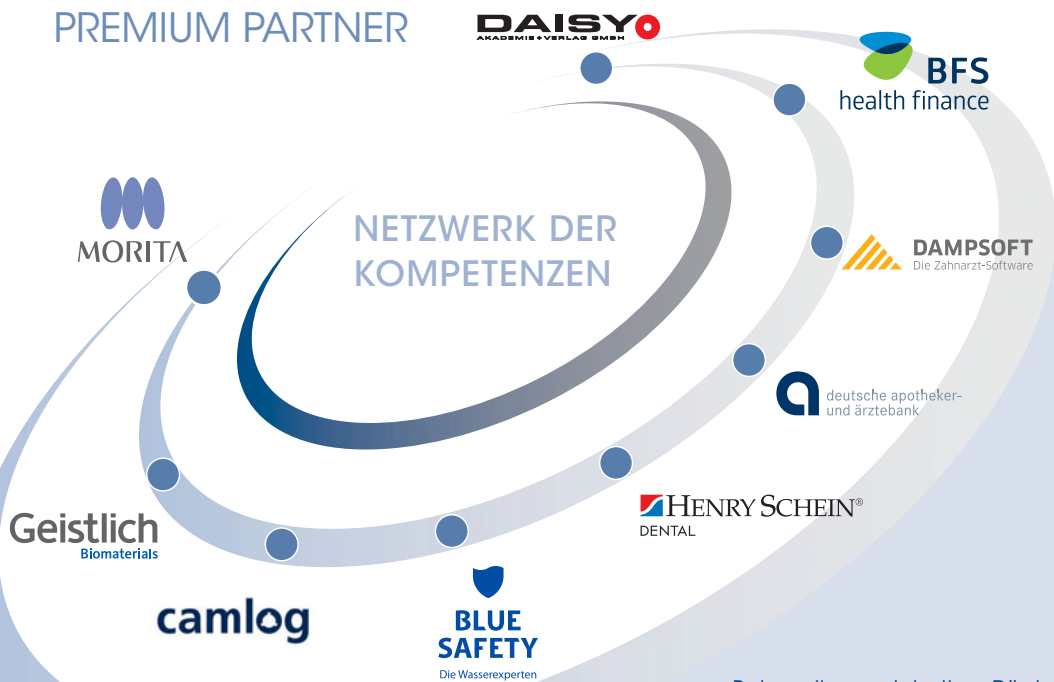 PREMIUM PARTNER
DAISY
AKADEMIE+VERLAG GMBH
BFS
health finance
MORITA
NETZWERK DER
KOMPETENZEN
DAMPSOFT
Die Zahnarzt-Software
deutsche apotheker-
und ärztebank
HENRY SCHEIN®
DENTAL
Geistlich
Biomaterials
camlog
BLUE
SAFETY
Die Wasserexperten